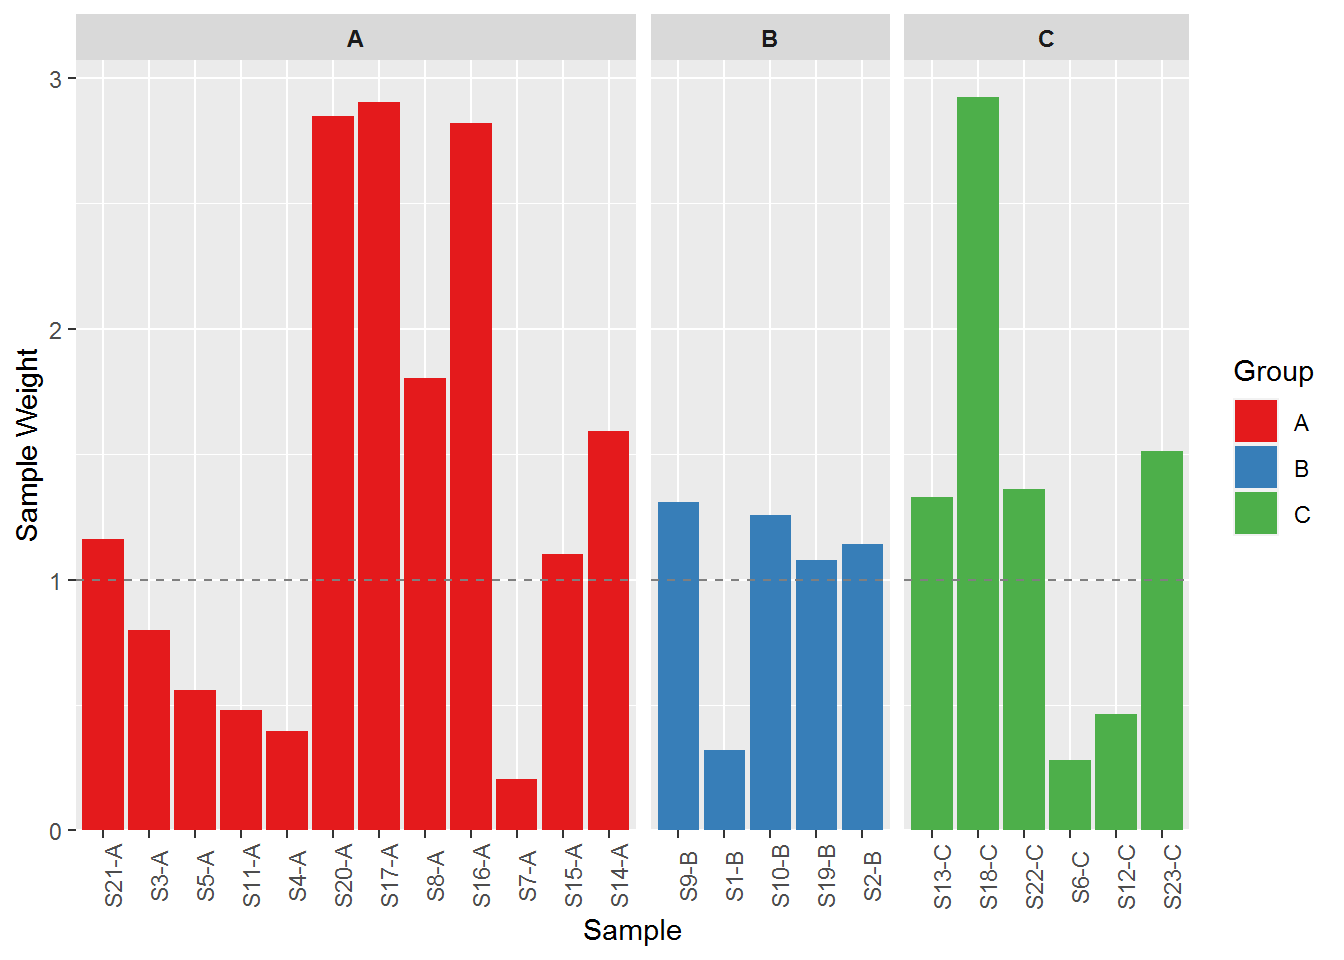 A B C
3
2
1
0
Sample Weight
S21-A S3-A S5-A S11-A S4-A S20-A S17-A S8-A S16-A S7-A S15-A S14-A S9-B S1-B S10-B S19-B S2-B S13-C S18-C S22-C S6-C S12-C S23-C
Sample
Group
A
B
C